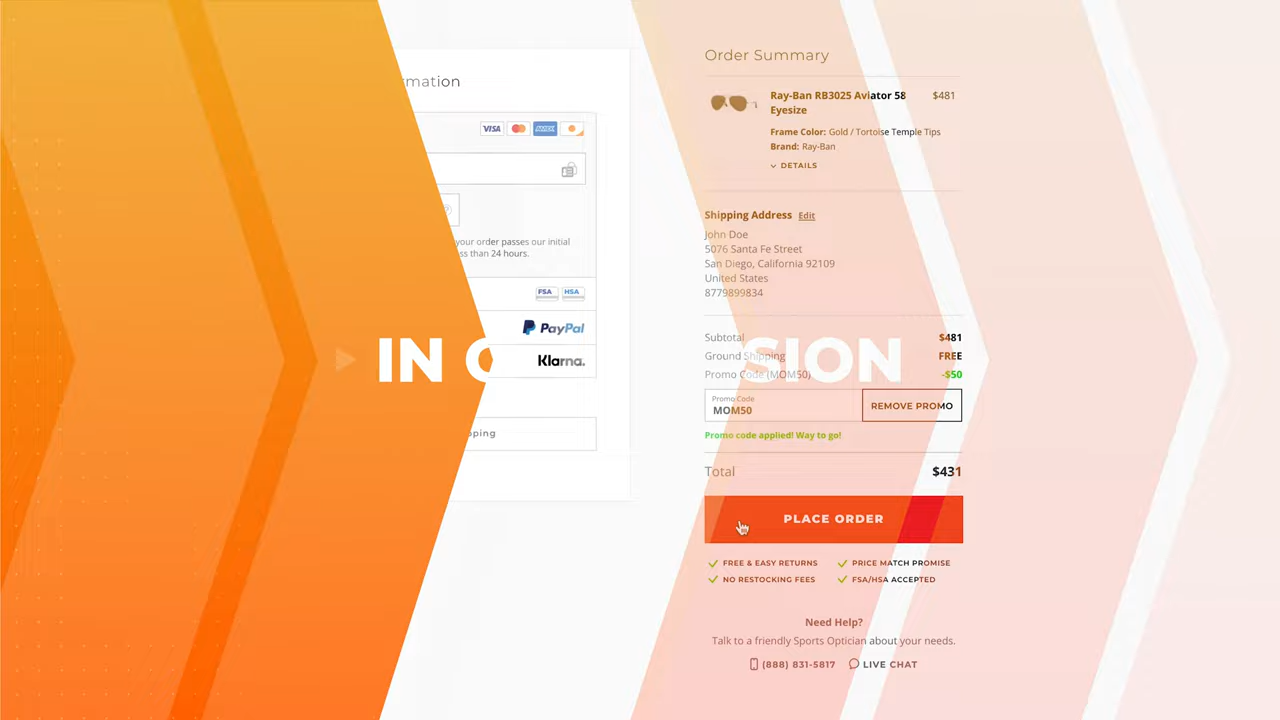 rmation
VISA
AMEX
your order passes our initial
ss than 24 hours.
FSA HSA
PayPal
Klarna.
pping
IN C SION
Order Summary
Ray-Ban RB3025 Aviator 58 $481
Eyesize
Frame Color: Gold / Tortoise Temple Tips
Brand: Ray-Ban
DETAILS
Shipping Address Edit
John Doe
5076 Santa Fe Street
San Diego, California 92109
United States
8779899834
Subtotal $481
Ground Shipping FREE
Promo Code (MOM50) -$50
Promo Code
MOM50 REMOVE PROMO
Promo code applied! Way to go!
Total $431
PLACE ORDER
FREE & EASY RETURNS PRICE MATCH PROMISE
NO RESTOCKING FEES FSA/HSA ACCEPTED
Need Help?
Talk to a friendly Sports Optician about your needs.
(888) 831-5817 LIVE CHAT